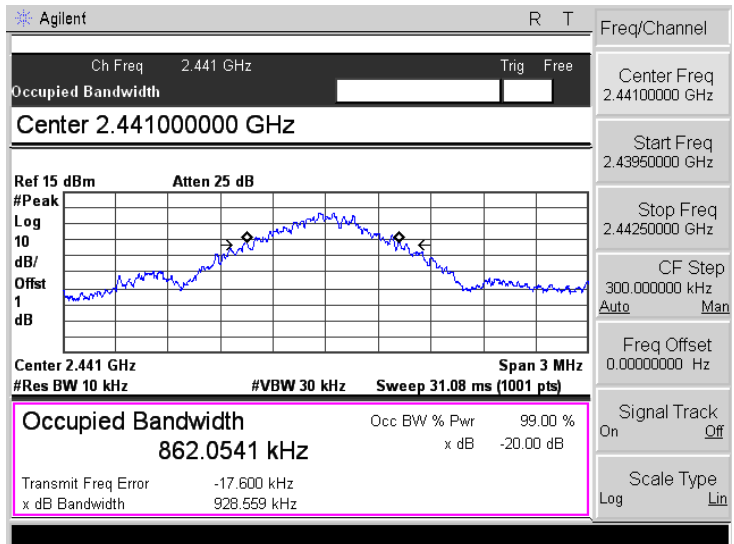 Agilent R T
Freq/Channel
Ch Freq 2.441 GHz Trig Free
Occupied Bandwidth
Center 2.441000000 GHz
Ref 15 dBm Atten 25 dB
#Peak
Log
10
dB/
Offst
1
dB
Center 2.441 GHz Span 3 MHz
#Res BW 10 kHz #VBW 30 kHz Sweep 31.08 ms (1001 pts)
Occupied Bandwidth
862.0541 kHz
Occ BW % Pwr 99.00 %
x dB -20.00 dB
Transmit Freq Error -17.600 kHz
x dB Bandwidth 928.559 kHz
Center Freq
2.44100000 GHz
Start Freq
2.43950000 GHz
Stop Freq
2.44250000 GHz
CF Step
300.000000 kHz
Auto Man
Freq Offset
0.00000000 Hz
Signal Track
On Off
Scale Type
Log Lin